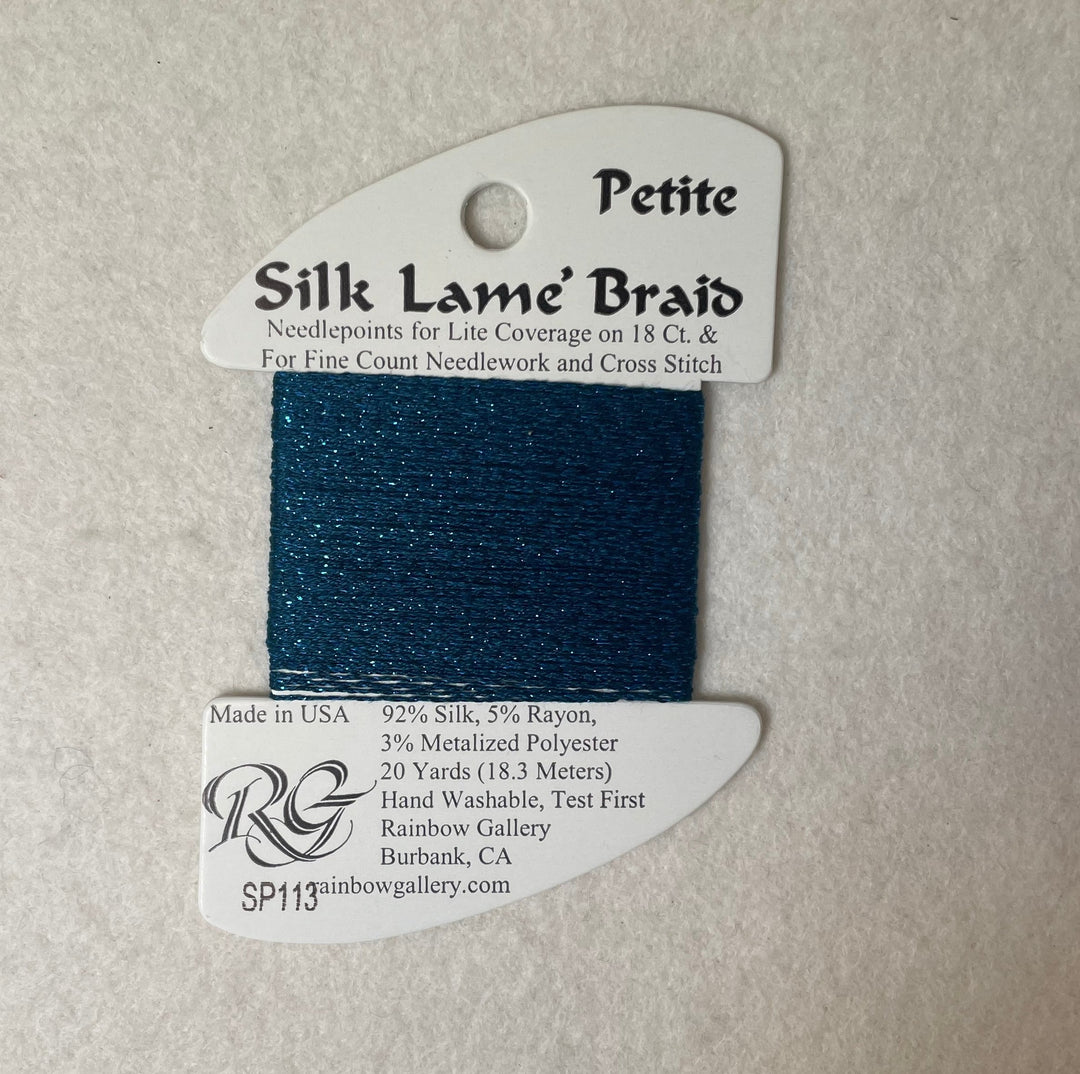 Petite
Silk Lame' Braid
Needlepoints for Lite Coverage on 18 Ct. &
For Fine Count Needlework and Cross Stitch
Made in USA
92% Silk, 5% Rayon,
3% Metalized Polyester
20 Yards (18.3 Meters)
Hand Washable, Test First
Rainbow Gallery
Burbank, CA
rainbowgallery.com
RG
SP113